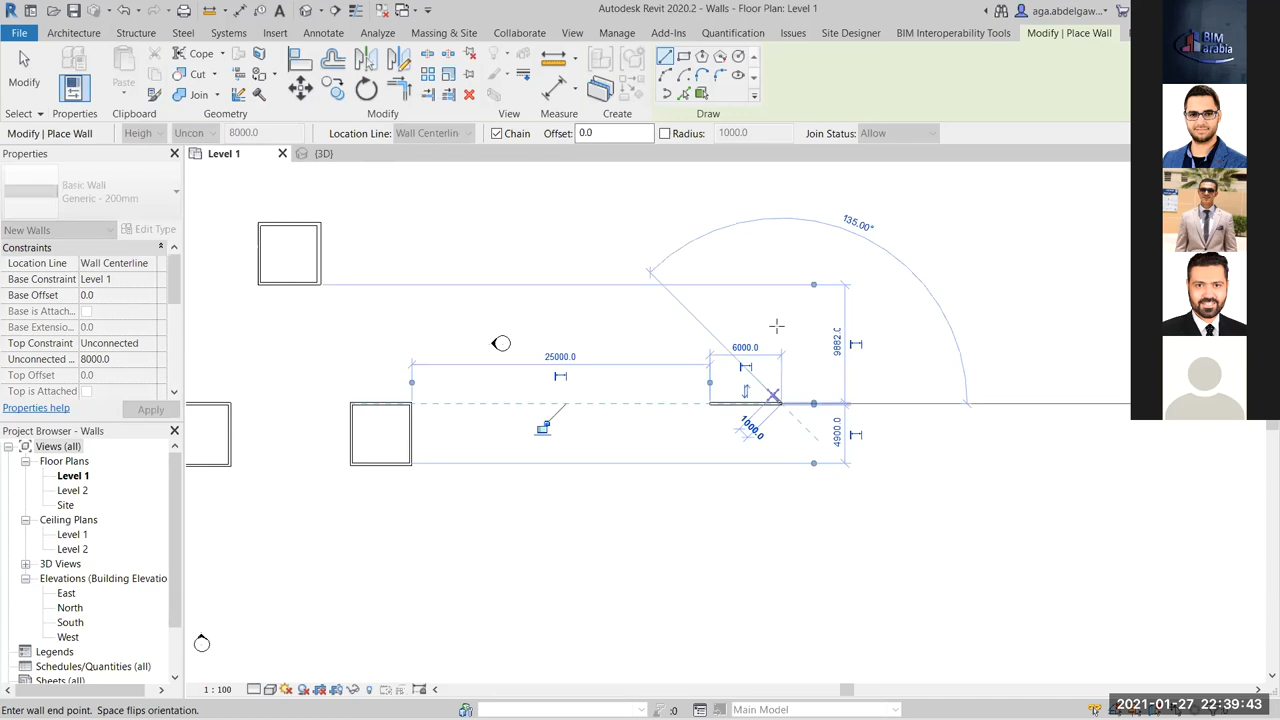 Autodesk Revit 2020.2 - Walls - Floor Plan: Level 1
aga.abdelgaw...
File Architecture Structure Steel Systems Insert Annotate Analyze Massing & Site Collaborate View Manage Add-Ins Quantification Issues Site Designer BIM Interoperability Tools Modify | Place Wall
Modify
Paste
Cope
Cut
Join
Select Properties Clipboard Geometry Modify View Measure Create Draw
Modify | Place Wall Heigh Uncon 8000.0 Location Line: Wall Centerlin Chain Offset: 0.0 Radius: 1000.0 Join Status: Allow
Properties
Level 1
{3D}
Basic Wall
Generic - 200mm
New Walls Edit Type
Constraints
Location Line Wall Centerline
Base Constraint Level 1
Base Offset 0.0
Base is Attach...
Base Extensio... 0.0
Top Constraint Unconnected
Unconnected ... 8000.0
Top Offset 0.0
Top is Attached
Properties help Apply
Project Browser - Walls
Views (all)
Floor Plans
Level 1
Level 2
Site
Ceiling Plans
Level 1
Level 2
3D Views
Elevations (Building Elevatio
East
North
South
West
Legends
Schedules/Quantities (all)
Sheets (all)
135.00°
25000.0
6000.0
9882.0
1000.0
4900.0
BIM
arabia
1 : 100
Enter wall end point. Space flips orientation.
:0
Main Model
2021-01-27 22:39:43